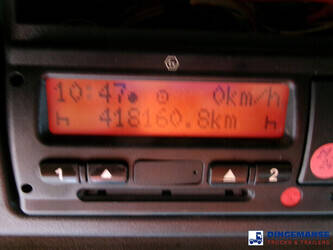 10:47 0km/h
418160.8km
1 2
DINGEMANSE
TRUCKS & TRAILERS